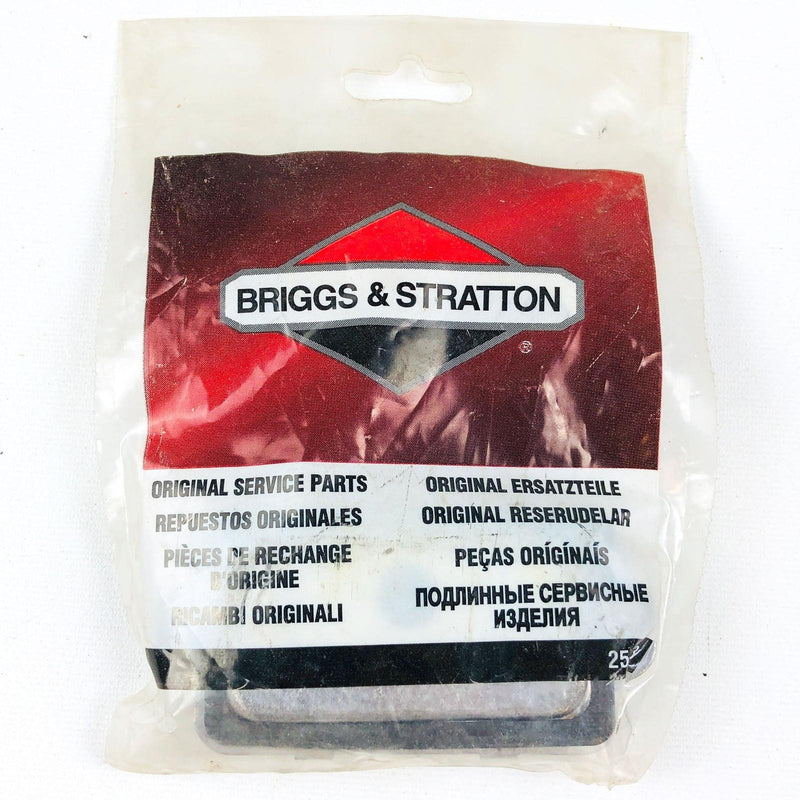 BRIGGS & STRATTON
®
ORIGINAL SERVICE PARTS
REPUESTOS ORIGINALES
PIÈCES DE RECHANGE
D'ORIGINE
RICAMBI ORIGINALI
ORIGINAL ERSATZTEILE
ORIGINAL RESERUDELAR
PEÇAS ORÍGÍNAÍS
ПОДЛИННЫЕ СЕРВИСНЫЕ
ИЗДЕЛИЯ